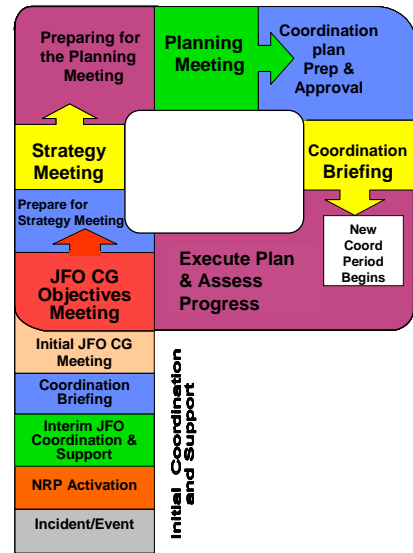 Preparing for
the Planning
Meeting
Planning
Meeting
Coordination
plan
Prep &
Approval
Strategy
Meeting
Coordination
Briefing
Prepare for
Strategy Meeting
New
Coord
Period
Begins
JFO CG
Objectives
Meeting
Execute Plan
& Assess
Progress
Initial JFO CG
Meeting
Coordination
Briefing
Interim JFO
Coordination &
Support
NRP Activation
Incident/Event
Initial Coordination
and Support